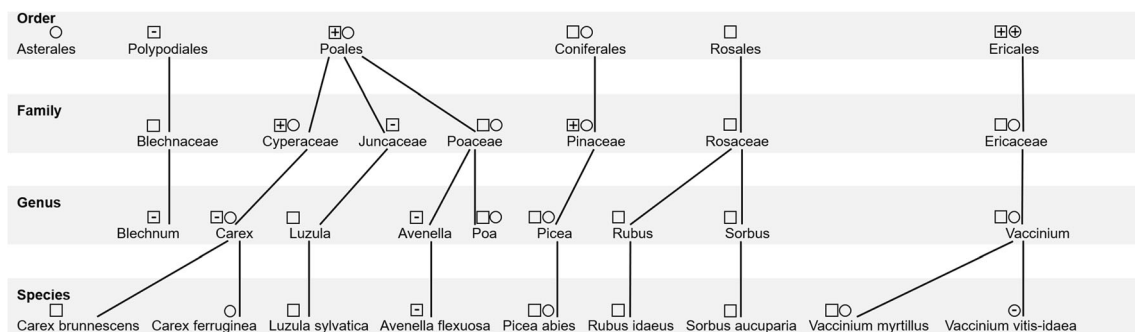 Order
Asterales Polypodiales Poales Coniferales Rosales Ericales
Family
Blechnaceae Cyperaceae Juncaceae Poaceae Pinaceae Rosaceae Ericaceae
Genus
Blechnum Carex Luzula Avenella Poa Picea Rubus Sorbus Vaccinium
Species
Carex brunnescens Carex ferruginea Luzula sylvatica Avenella flexuosa Picea abies Rubus idaeus Sorbus aucuparia Vaccinium myrtillus Vaccinium vitis-idaea